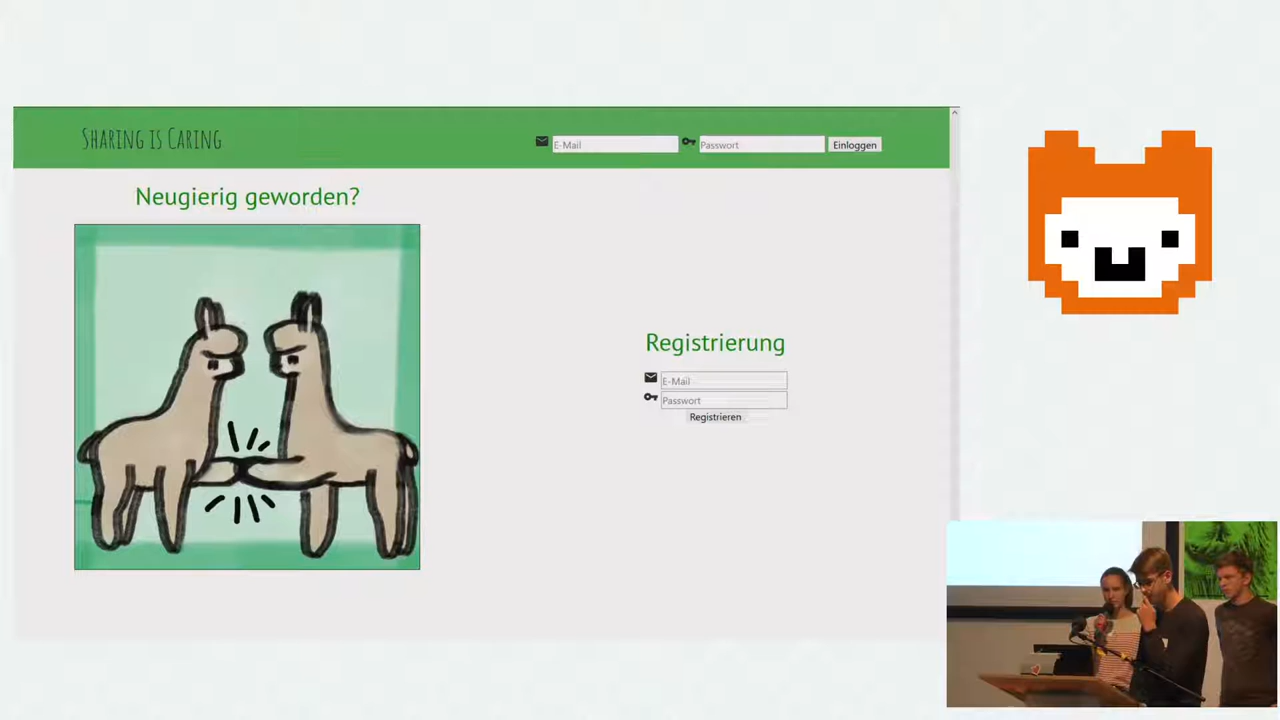 Sharing is Caring
E-Mail
Passwort
Einloggen
Neugierig geworden?
Registrierung
E-Mail
Passwort
Registrieren